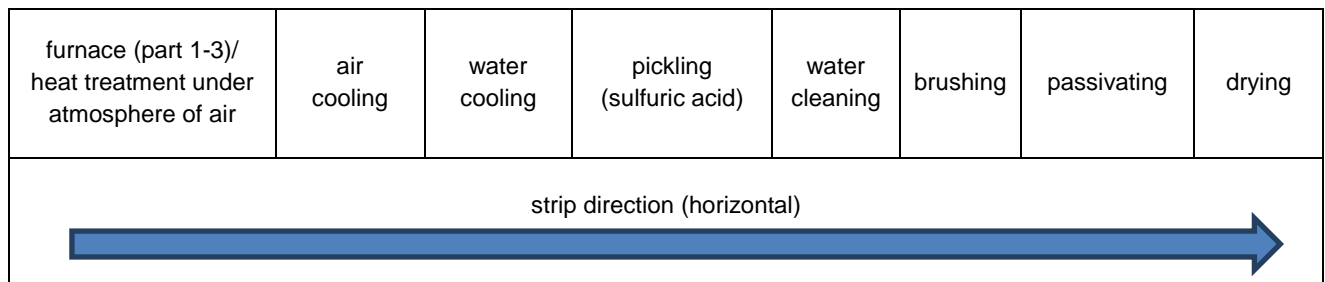 furnace (part 1-3)/
heat treatment under
atmosphere of air
air
cooling
water
cooling
pickling
(sulfuric acid)
water
cleaning
brushing
passivating
drying
strip direction (horizontal)